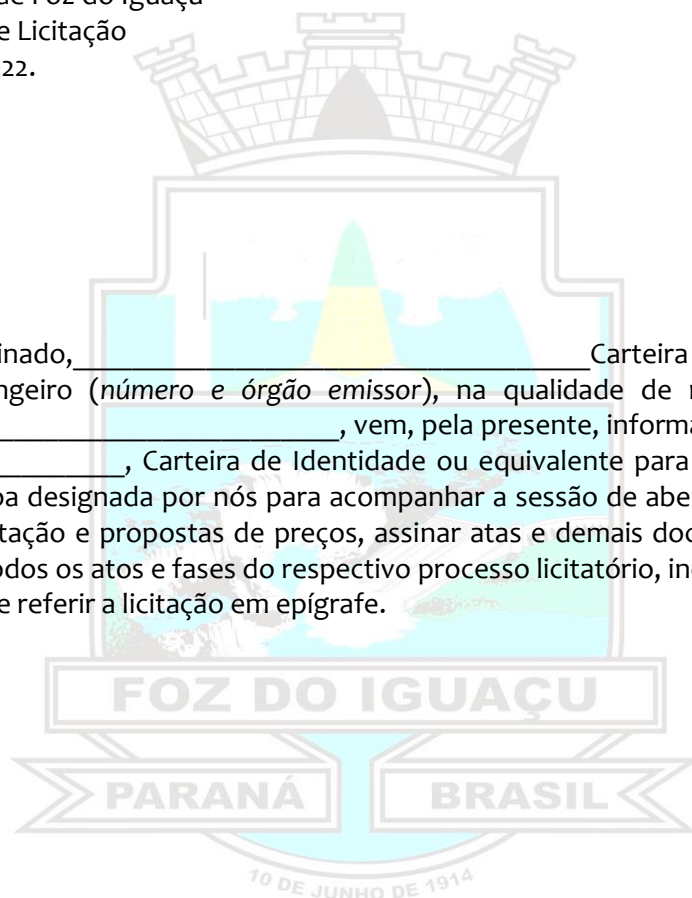 de Foz do Iguaçu
e Licitação
22.
inado,___________________________________Carteira
ngeiro (número e órgão emissor), na qualidade de
_______________________, vem, pela presente, informa
_________, Carteira de Identidade ou equivalente para
oa designada por nós para acompanhar a sessão de abe
tação e propostas de preços, assinar atas e demais doc
odos os atos e fases do respectivo processo licitatório, in
e referir a licitação em epígrafe.
FOZ DO IGUAÇU
PARANÁ BRASIL
10 DE JUNHO DE 1914